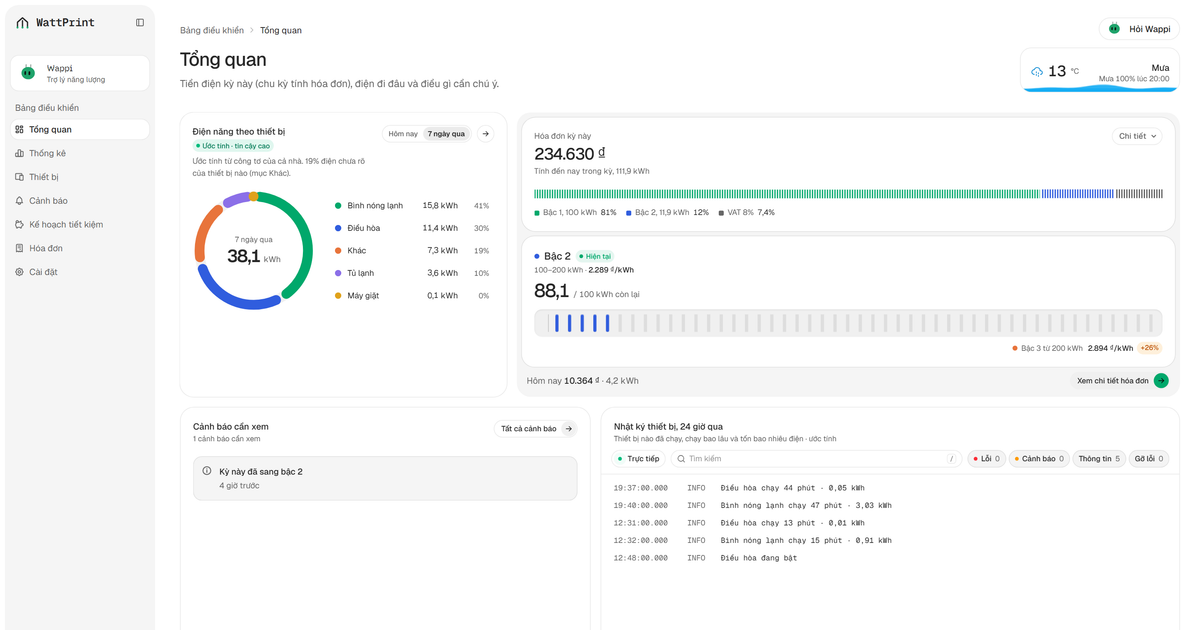 WattPrint
Wappi
Trợ lý năng lượng
Bảng điều khiển
Tổng quan
Thống kê
Thiết bị
Cảnh báo
Kế hoạch tiết kiệm
Hóa đơn
Cài đặt
Bảng điều khiển > Tổng quan
Hỏi Wappi
Tổng quan
Tiền điện kỳ này (chu kỳ tính hóa đơn), điện đi đâu và điều gì cần chú ý.
13 °C
Mưa
Mưa 100% lúc 20:00
Điện năng theo thiết bị
Hôm nay 7 ngày qua
Ước tính · tin cậy cao
Ước tính từ công tơ của cả nhà. 19% điện chưa rõ
của thiết bị nào (mục Khác).
7 ngày qua
38,1 kWh
Bình nóng lạnh 15,8 kWh 41%
Điều hòa 11,4 kWh 30%
Khác 7,3 kWh 19%
Tủ lạnh 3,6 kWh 10%
Máy giặt 0,1 kWh 0%
Hóa đơn kỳ này
Chi tiết
234.630 ₫
Tính đến nay trong kỳ, 111,9 kWh
Bậc 1, 100 kWh 81% Bậc 2, 11,9 kWh 12% VAT 8% 7,4%
Bậc 2 Hiện tại
100–200 kWh · 2.289 ₫/kWh
88,1 / 100 kWh còn lại
Bậc 3 từ 200 kWh 2.894 ₫/kWh +26%
Hôm nay 10.364 ₫ · 4,2 kWh
Xem chi tiết hóa đơn
Cảnh báo cần xem
1 cảnh báo cần xem
Tất cả cảnh báo
Kỳ này đã sang bậc 2
4 giờ trước
Nhật ký thiết bị, 24 giờ qua
Thiết bị nào đã chạy, chạy bao lâu và tốn bao nhiêu điện · ước tính
Trực tiếp Tìm kiếm / Lỗi 0 Cảnh báo 0 Thông tin 5 Gỡ lỗi 0
19:37:00.000 INFO Điều hòa chạy 44 phút · 0,05 kWh
19:40:00.000 INFO Bình nóng lạnh chạy 47 phút · 3,03 kWh
12:31:00.000 INFO Điều hòa chạy 13 phút · 0,01 kWh
12:32:00.000 INFO Bình nóng lạnh chạy 15 phút · 0,91 kWh
12:48:00.000 INFO Điều hòa đang bật